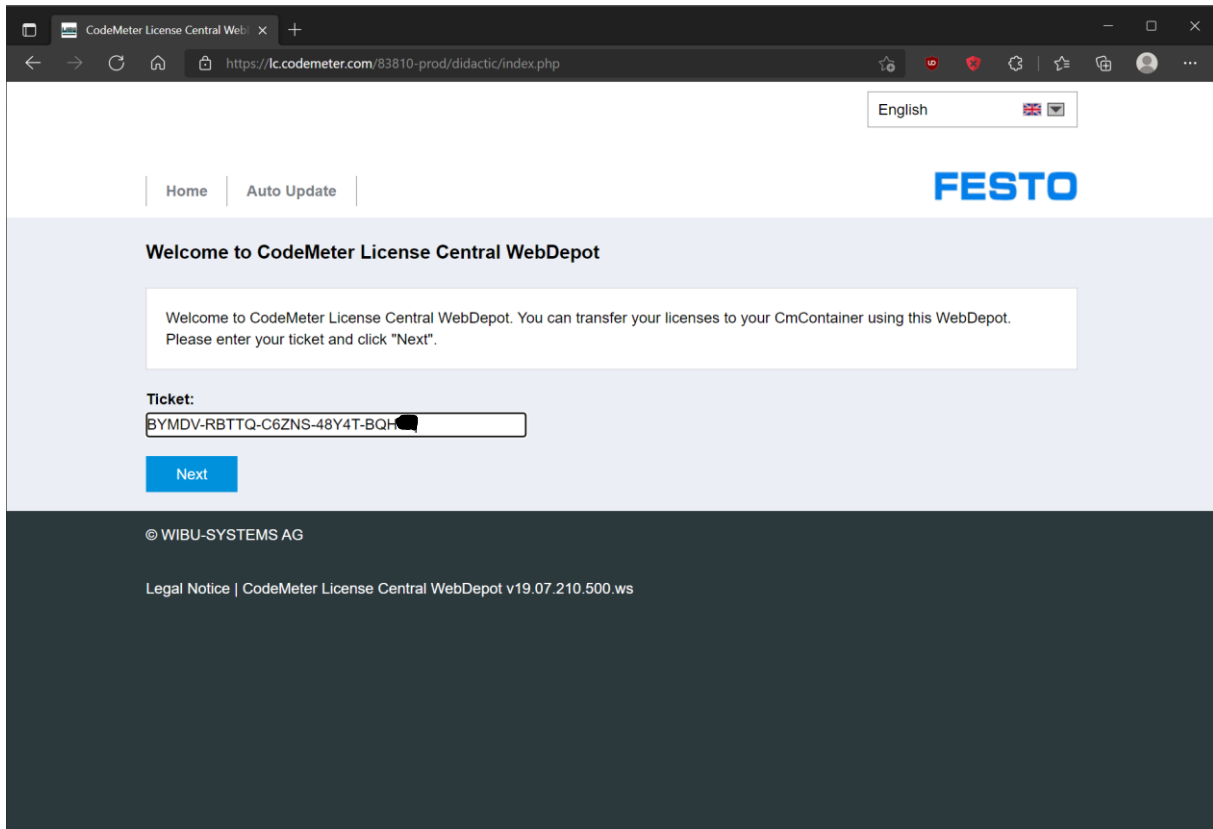 CodeMeter License Central Web
https://lc.codemeter.com/83810-prod/didactic/index.php
English
Home
Auto Update
FESTO
Welcome to CodeMeter License Central WebDepot
Welcome to CodeMeter License Central WebDepot. You can transfer your licenses to your CmContainer using this WebDepot.
Please enter your ticket and click "Next".
Ticket:
BYMDV-RBTTQ-C6ZNS-48Y4T-BQH
Next
© WIBU-SYSTEMS AG
Legal Notice | CodeMeter License Central WebDepot v19.07.210.500.ws